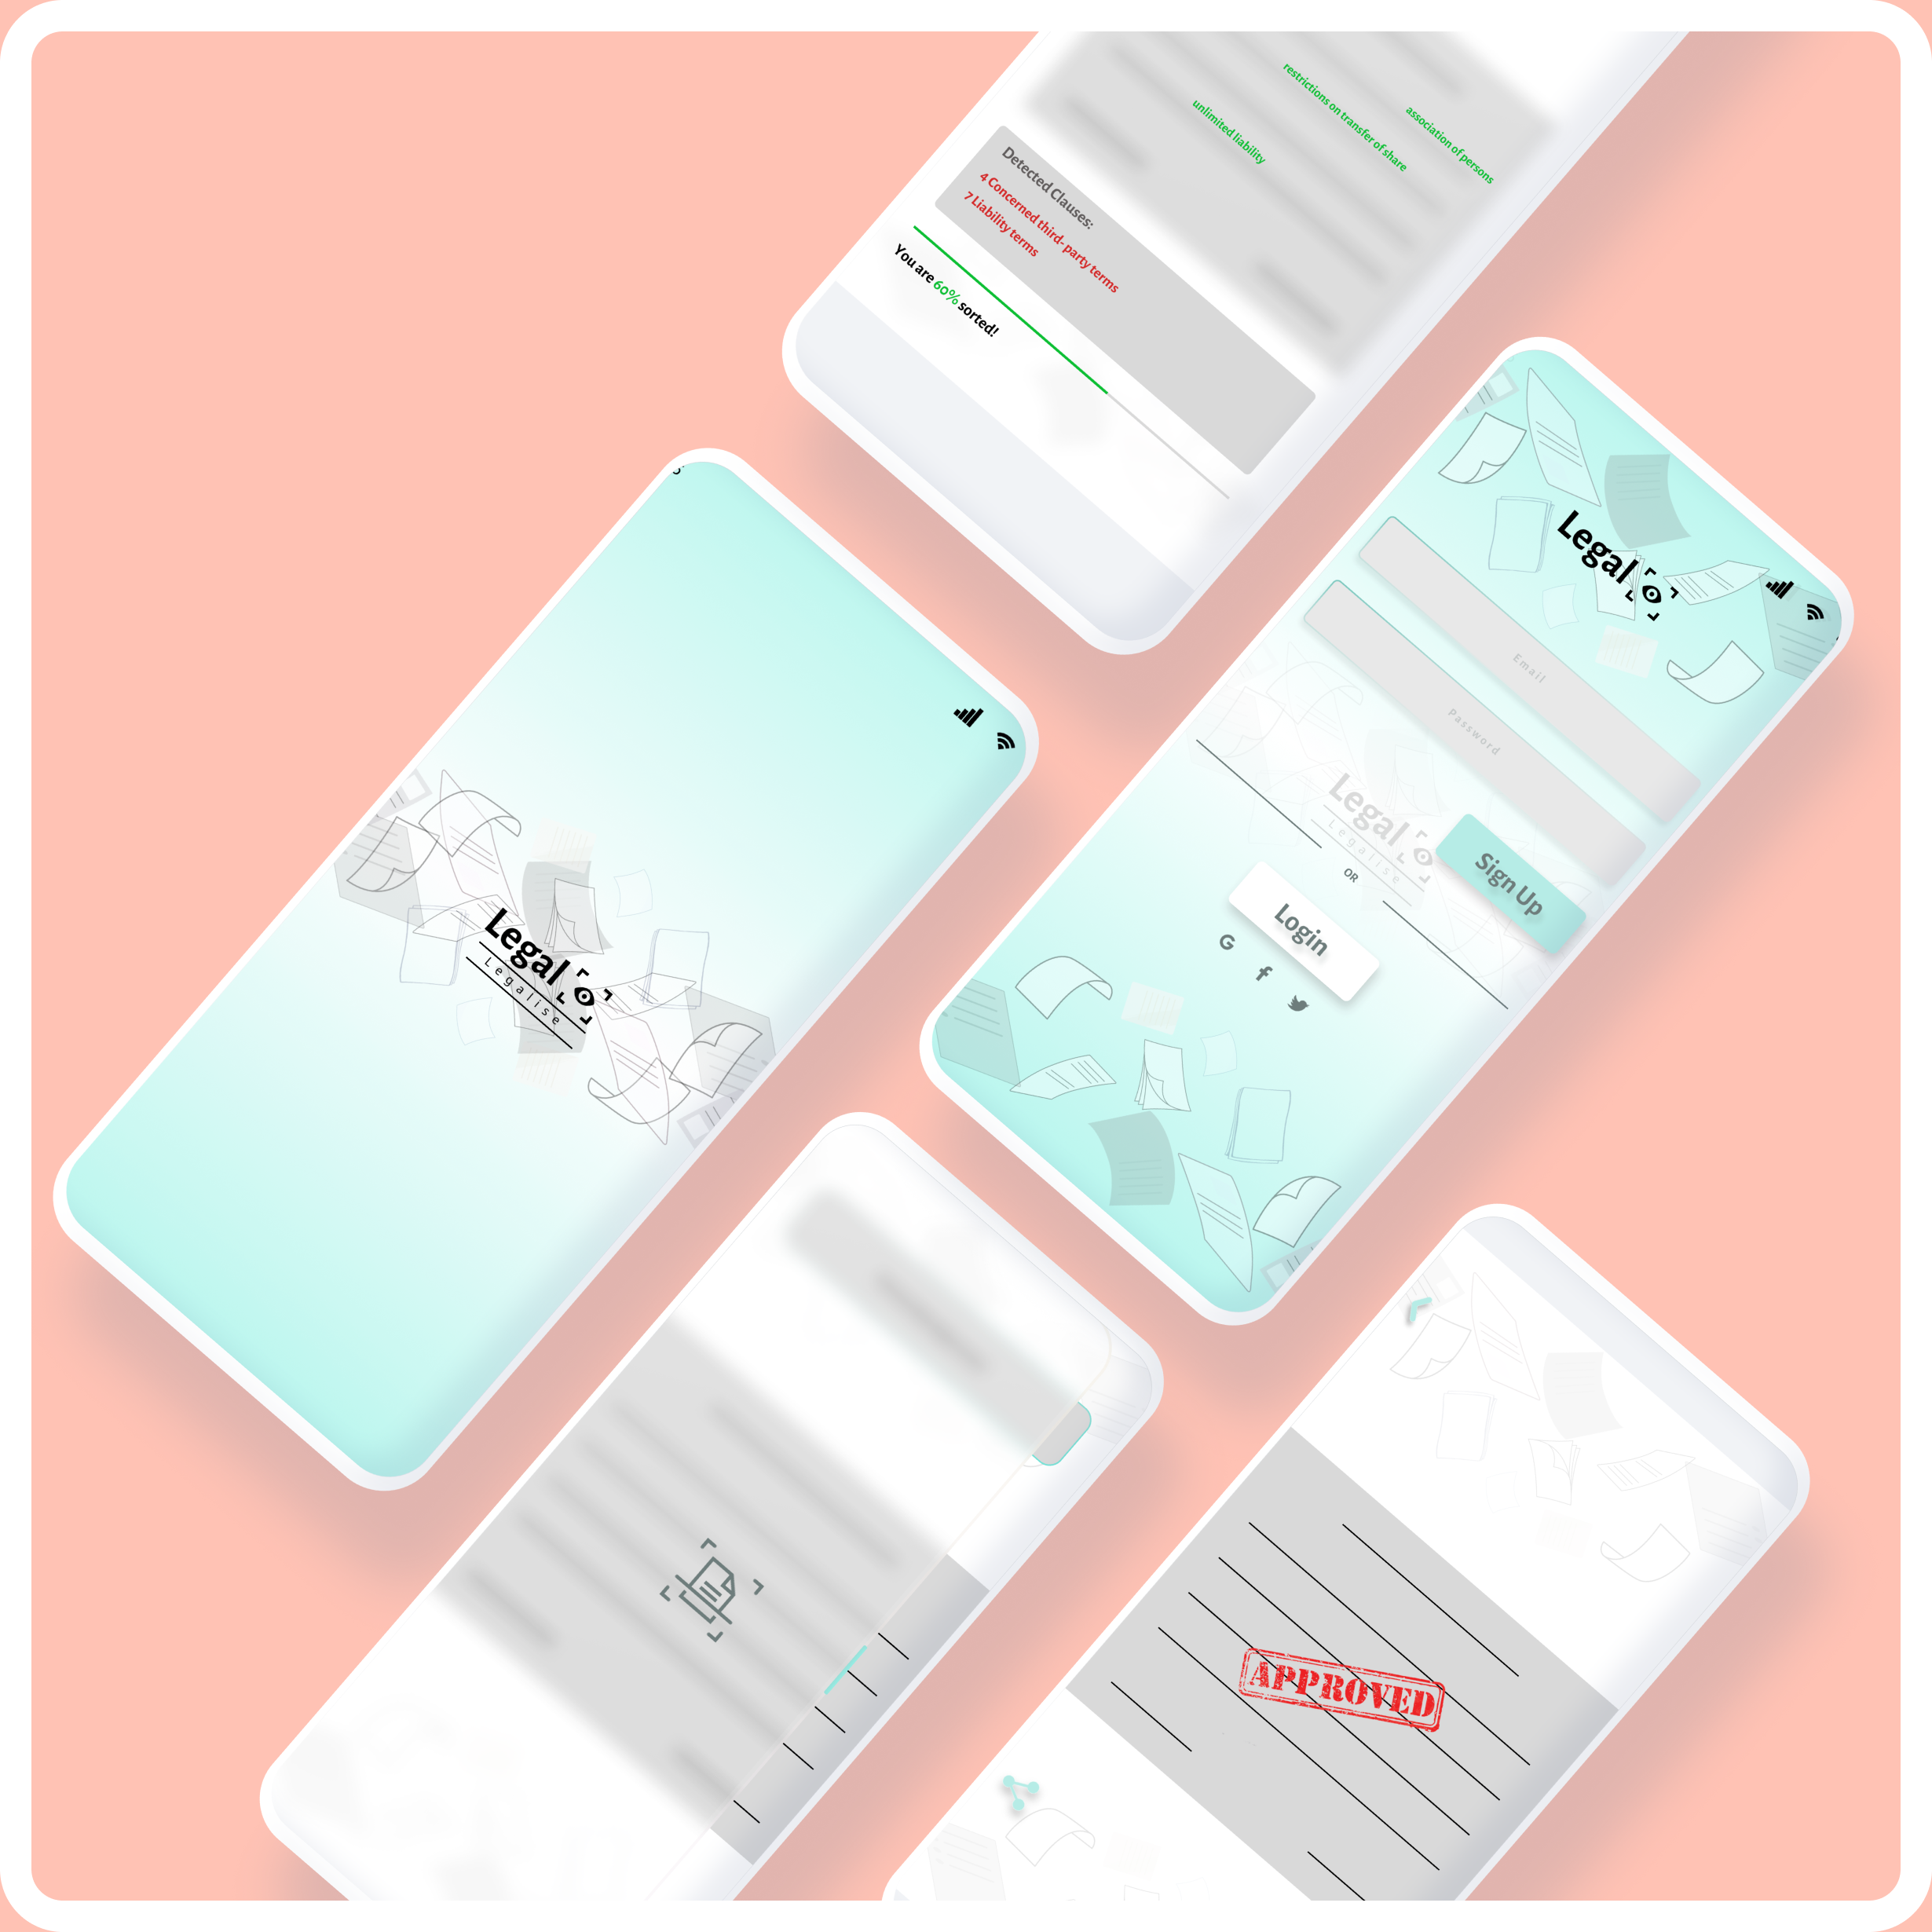 restrictions on transfer of share
association of persons
unlimited liability
Detected Clauses:
4 Concerned third-party terms
7 Liability terms
You are 60% sorted!
Legal
Email
Password
Sign Up
Legal
Legalise
OR
Login
G
f
Legal
Legalise
APPROVED